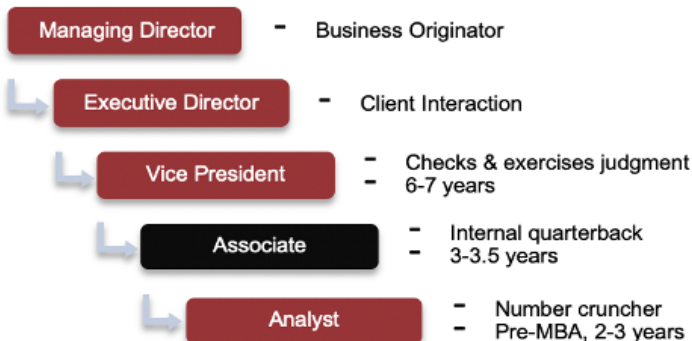 Managing Director - Business Originator
Executive Director - Client Interaction
Vice President
- Checks & exercises judgment
- 6-7 years
Associate
- Internal quarterback
- 3-3.5 years
Analyst
- Number cruncher
- Pre-MBA, 2-3 years